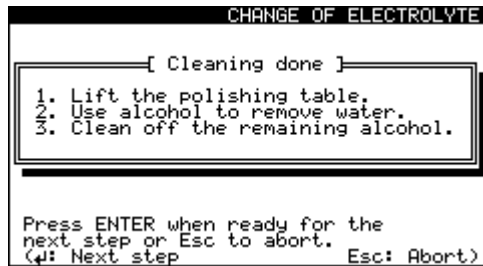 CHANGE OF ELECTROLYTE
[ Cleaning done ]
1. Lift the polishing table.
2. Use alcohol to remove water.
3. Clean off the remaining alcohol.
Press ENTER when ready for the
next step or Esc to abort.
(↵: Next step Esc: Abort)